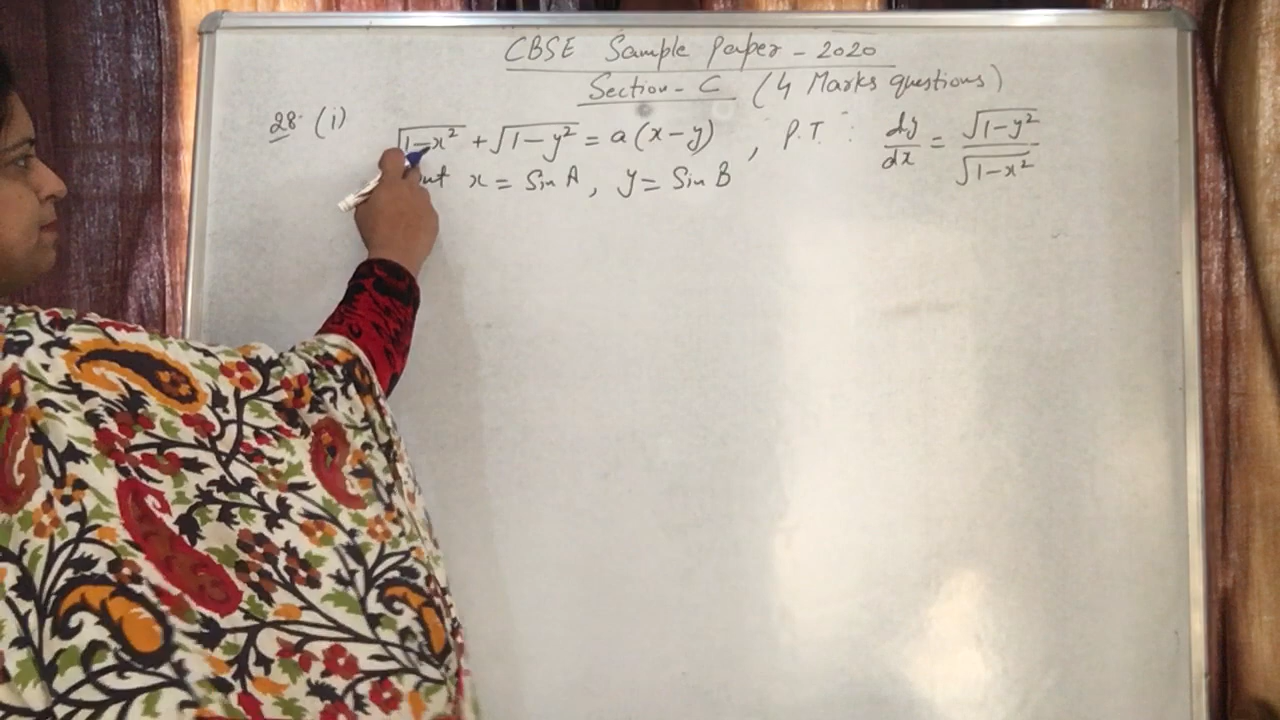 CBSE Sample Paper - 2020
Section - C (4 Marks questions)
28. (i) √1-x² + √1-y² = a(x-y) , P.T : dy/dx = √1-y²/√1-x²
x = Sin A, y = Sin B